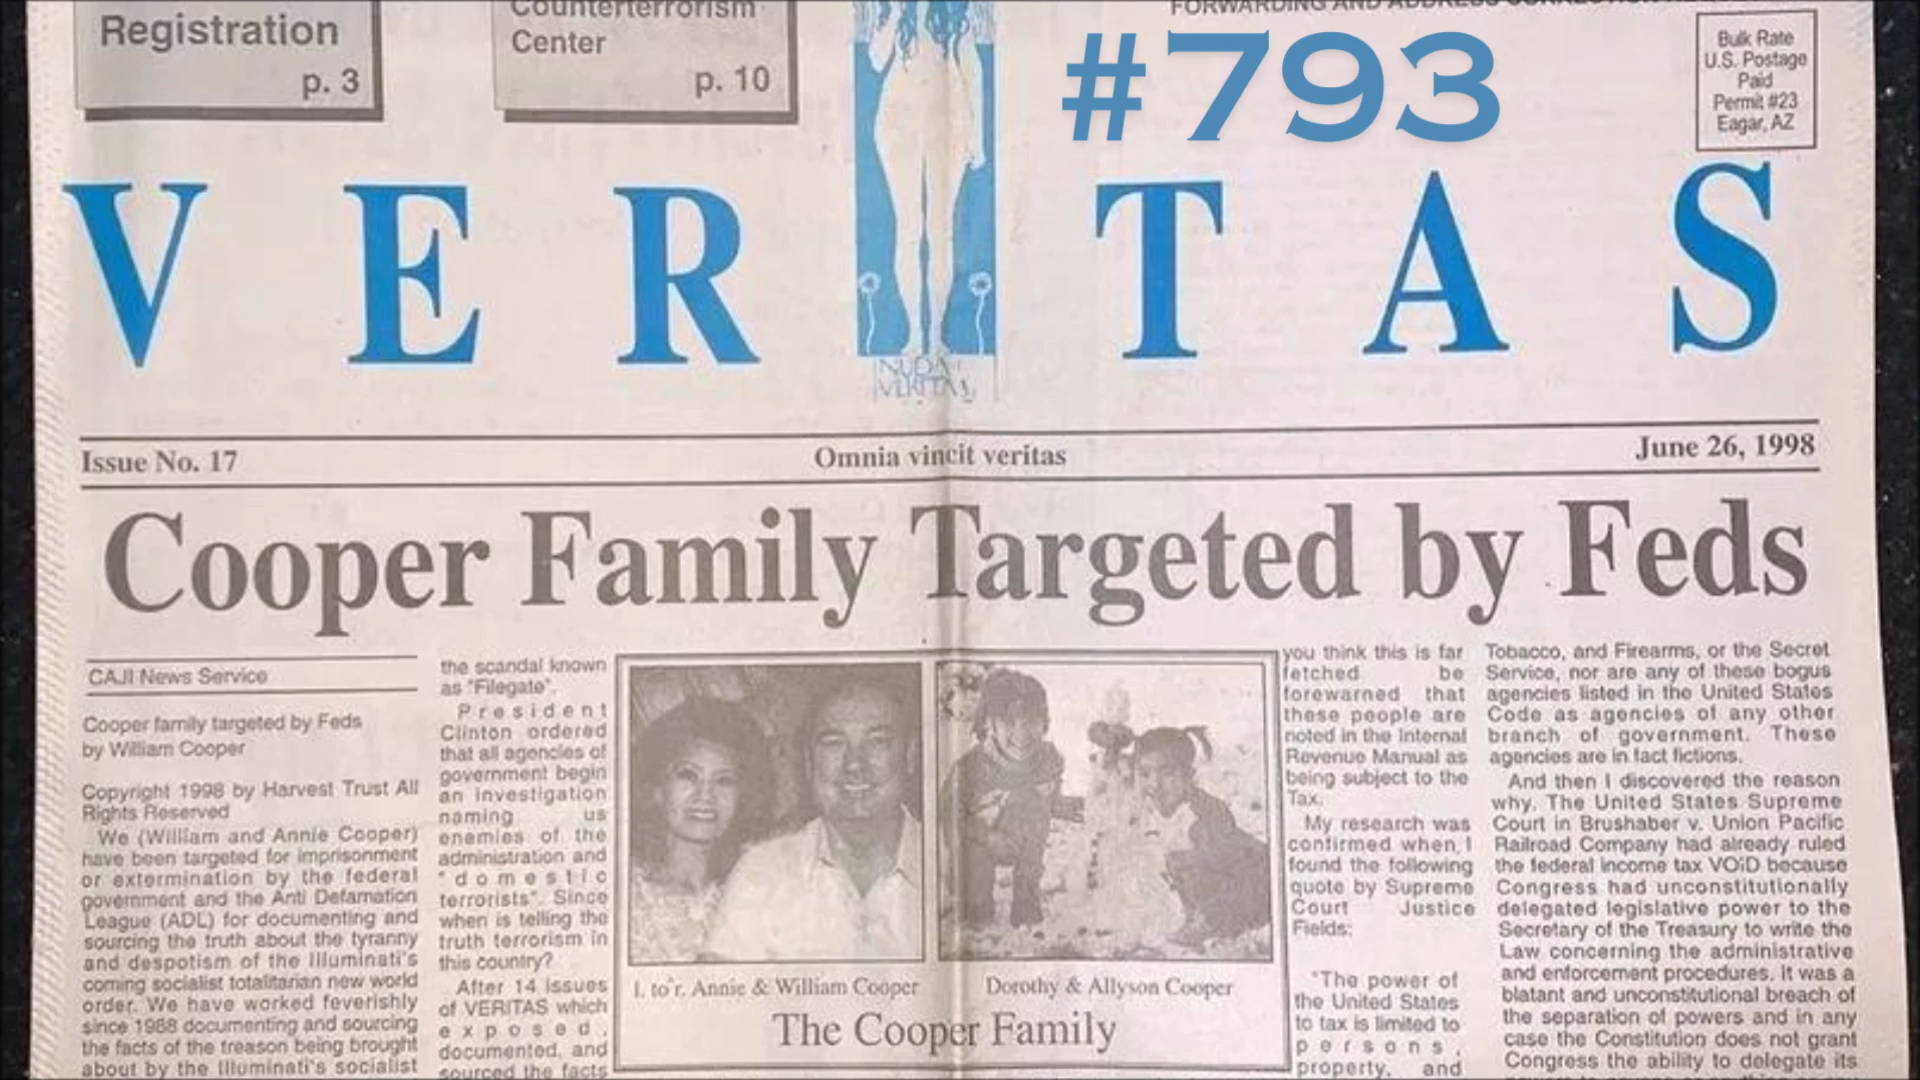 Registration
p. 3
Counterterrorism
Center
p. 10
FORWARDING AND ADDRESS CORRECTION
#793
Bulk Rate
U.S. Postage
Paid
Permit #23
Eagar, AZ
VER TAS
NUDA
VERITAS
Issue No. 17
Omnia vincit veritas
June 26, 1998
Cooper Family Targeted by Feds
CAJI News Service
Cooper family targeted by Feds
by William Cooper
Copyright 1998 by Harvest Trust All
Rights Reserved
We (William and Annie Cooper)
have been targeted for imprisonment
or extermination by the federal
government and the Anti Defamation
League (ADL) for documenting and
sourcing the truth about the tyranny
and despotism of the Illuminati's
coming socialist totalitarian new world
order. We have worked feverishly
since 1988 documenting and sourcing
the facts of the treason being brought
about by the Illuminati's socialist
the scandal known
as "Filegate".
President
Clinton ordered
that all agencies of
government begin
an investigation
naming us
enemies of the
administration and
"domestic
terrorists". Since
when is telling the
truth terrorism in
this country?
After 14 issues
of VERITAS which
exposed,
documented, and
sourced the facts
l. to r. Annie & William Cooper
Dorothy & Allyson Cooper
The Cooper Family
you think this is far
fetched be
forewarned that
these people are
noted in the Internal
Revenue Manual as
being subject to the
Tax.
My research was
confirmed when I
found the following
quote by Supreme
Court Justice
Fields:
"The power of
the United States
to tax is limited to
persons,
property, and
Tobacco, and Firearms, or the Secret
Service, nor are any of these bogus
agencies listed in the United States
Code as agencies of any other
branch of government. These
agencies are in fact fictions.
And then I discovered the reason
why. The United States Supreme
Court in Brushaber v. Union Pacific
Railroad Company had already ruled
the federal income tax VOiD because
Congress had unconstitutionally
delegated legislative power to the
Secretary of the Treasury to write the
Law concerning the administrative
and enforcement procedures. It was a
blatant and unconstitutional breach of
the separation of powers and in any
case the Constitution does not grant
Congress the ability to delegate its